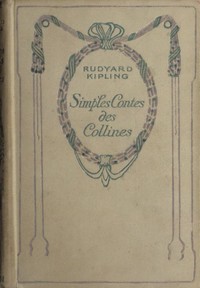 RUDYARD
KIPLING
Simples Contes
des
Collines